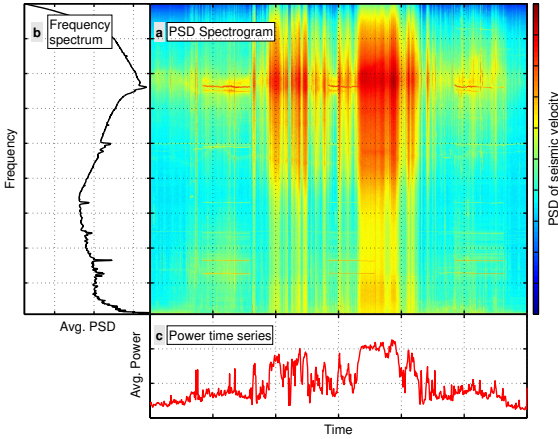 b Frequency
spectrum
a PSD Spectrogram
Frequency
PSD of seismic velocity
Avg. PSD
c Power time series
Avg. Power
Time